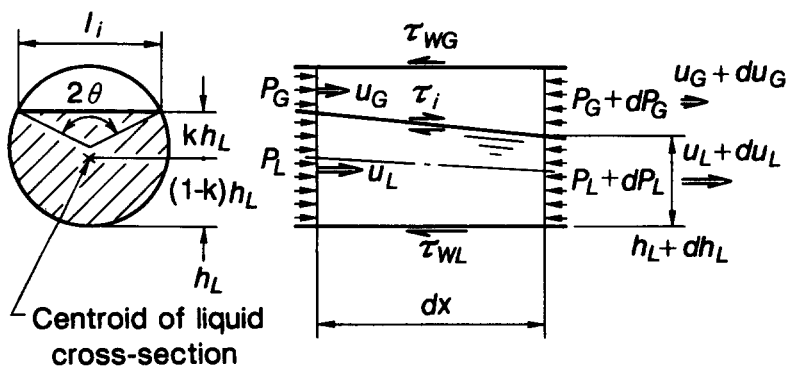 l_i
2θ
kh_L
(1-k)h_L
h_L
Centroid of liquid
cross-section
τ_WG
P_G
u_G
τ_i
P_G+dP_G
u_G+du_G
P_L
u_L
P_L+dP_L
u_L+du_L
τ_WL
h_L+dh_L
dx